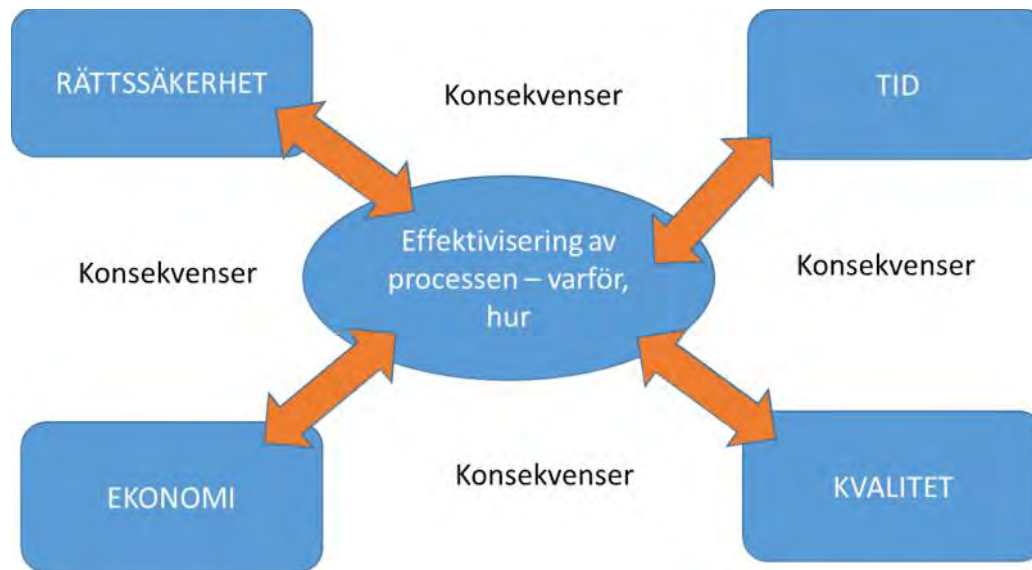 RÄTTSSÄKERHET
Konsekvenser
TID
Effektivisering av
processen – varför,
hur
Konsekvenser
Konsekvenser
EKONOMI
Konsekvenser
KVALITET